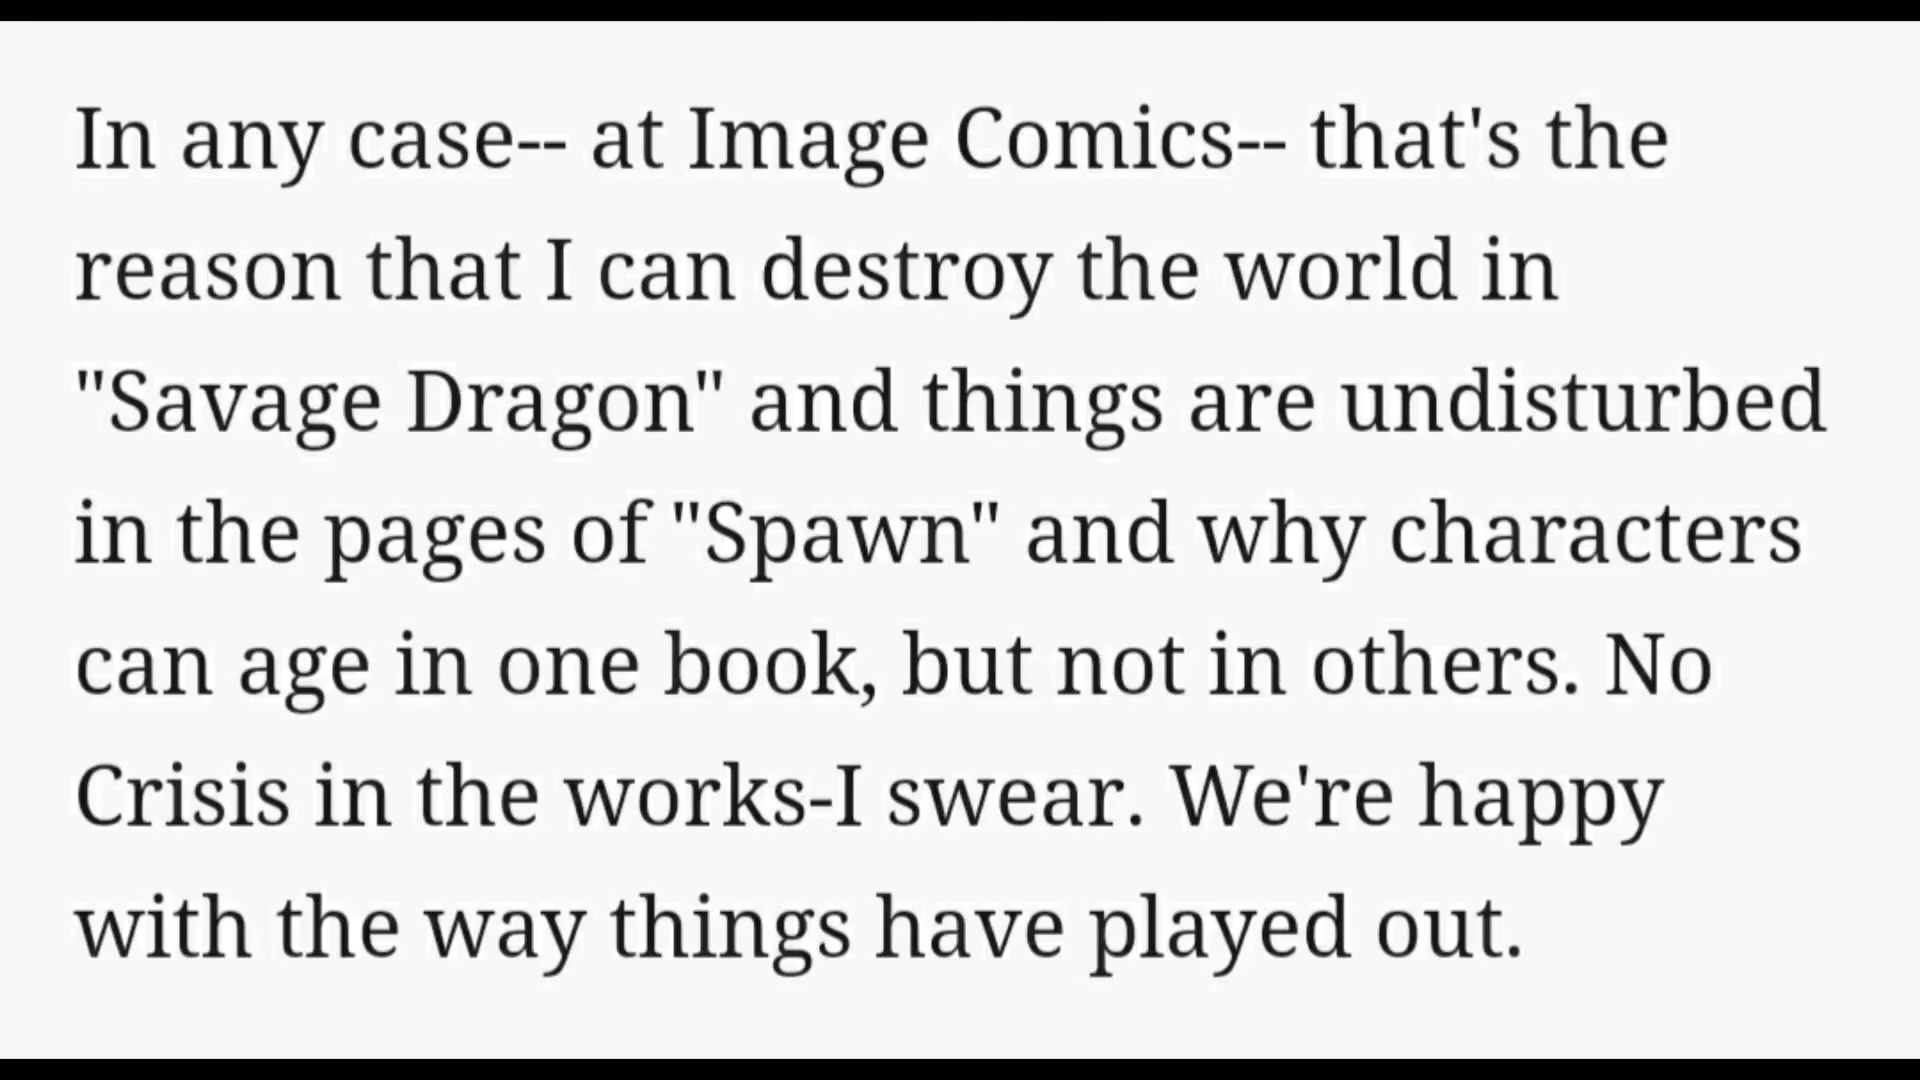 In any case-- at Image Comics-- that's the
reason that I can destroy the world in
"Savage Dragon" and things are undisturbed
in the pages of "Spawn" and why characters
can age in one book, but not in others. No
Crisis in the works-I swear. We're happy
with the way things have played out.